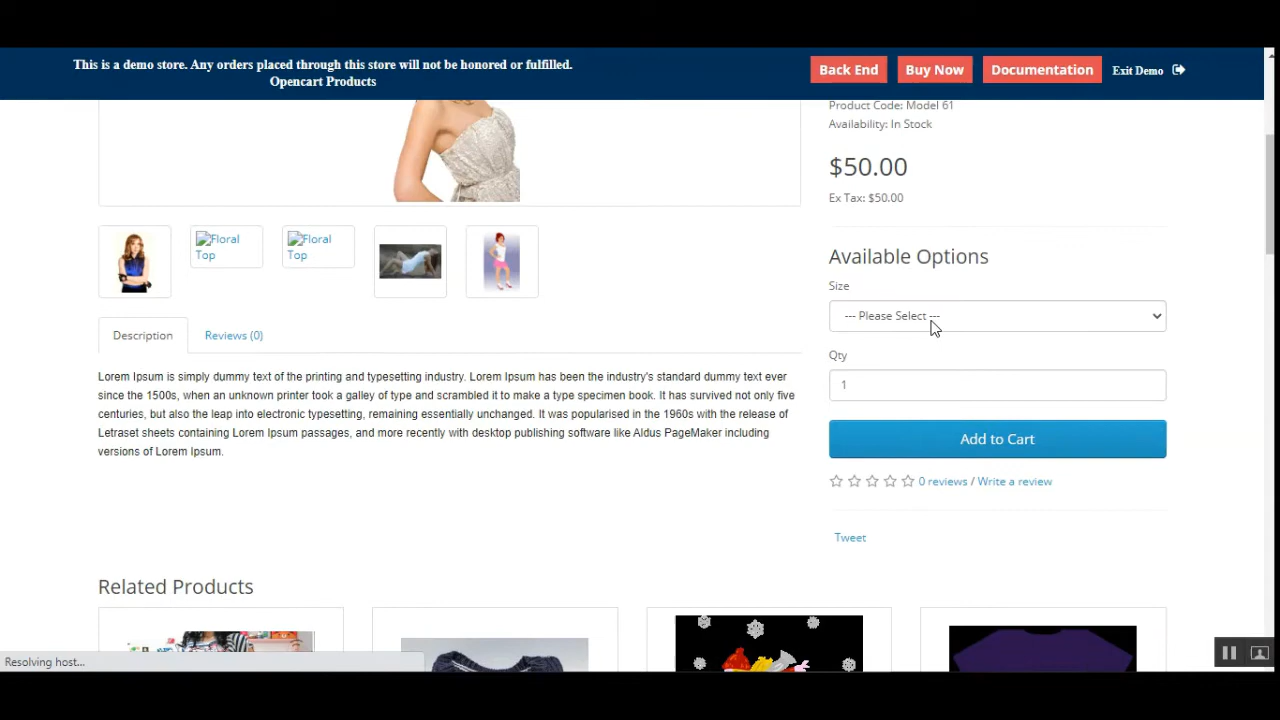 This is a demo store. Any orders placed through this store will not be honored or fulfilled.
Opencart Products
Back End
Buy Now
Documentation
Exit Demo
Product Code: Model 61
Availability: In Stock
$50.00
Ex Tax: $50.00
Floral
Top
Floral
Top
Available Options
Size
--- Please Select ---
Description
Reviews (0)
Qty
1
Lorem Ipsum is simply dummy text of the printing and typesetting industry. Lorem Ipsum has been the industry's standard dummy text ever
since the 1500s, when an unknown printer took a galley of type and scrambled it to make a type specimen book. It has survived not only five
centuries, but also the leap into electronic typesetting, remaining essentially unchanged. It was popularised in the 1960s with the release of
Letraset sheets containing Lorem Ipsum passages, and more recently with desktop publishing software like Aldus PageMaker including
versions of Lorem Ipsum.
Add to Cart
0 reviews / Write a review
Tweet
Related Products
Resolving host...